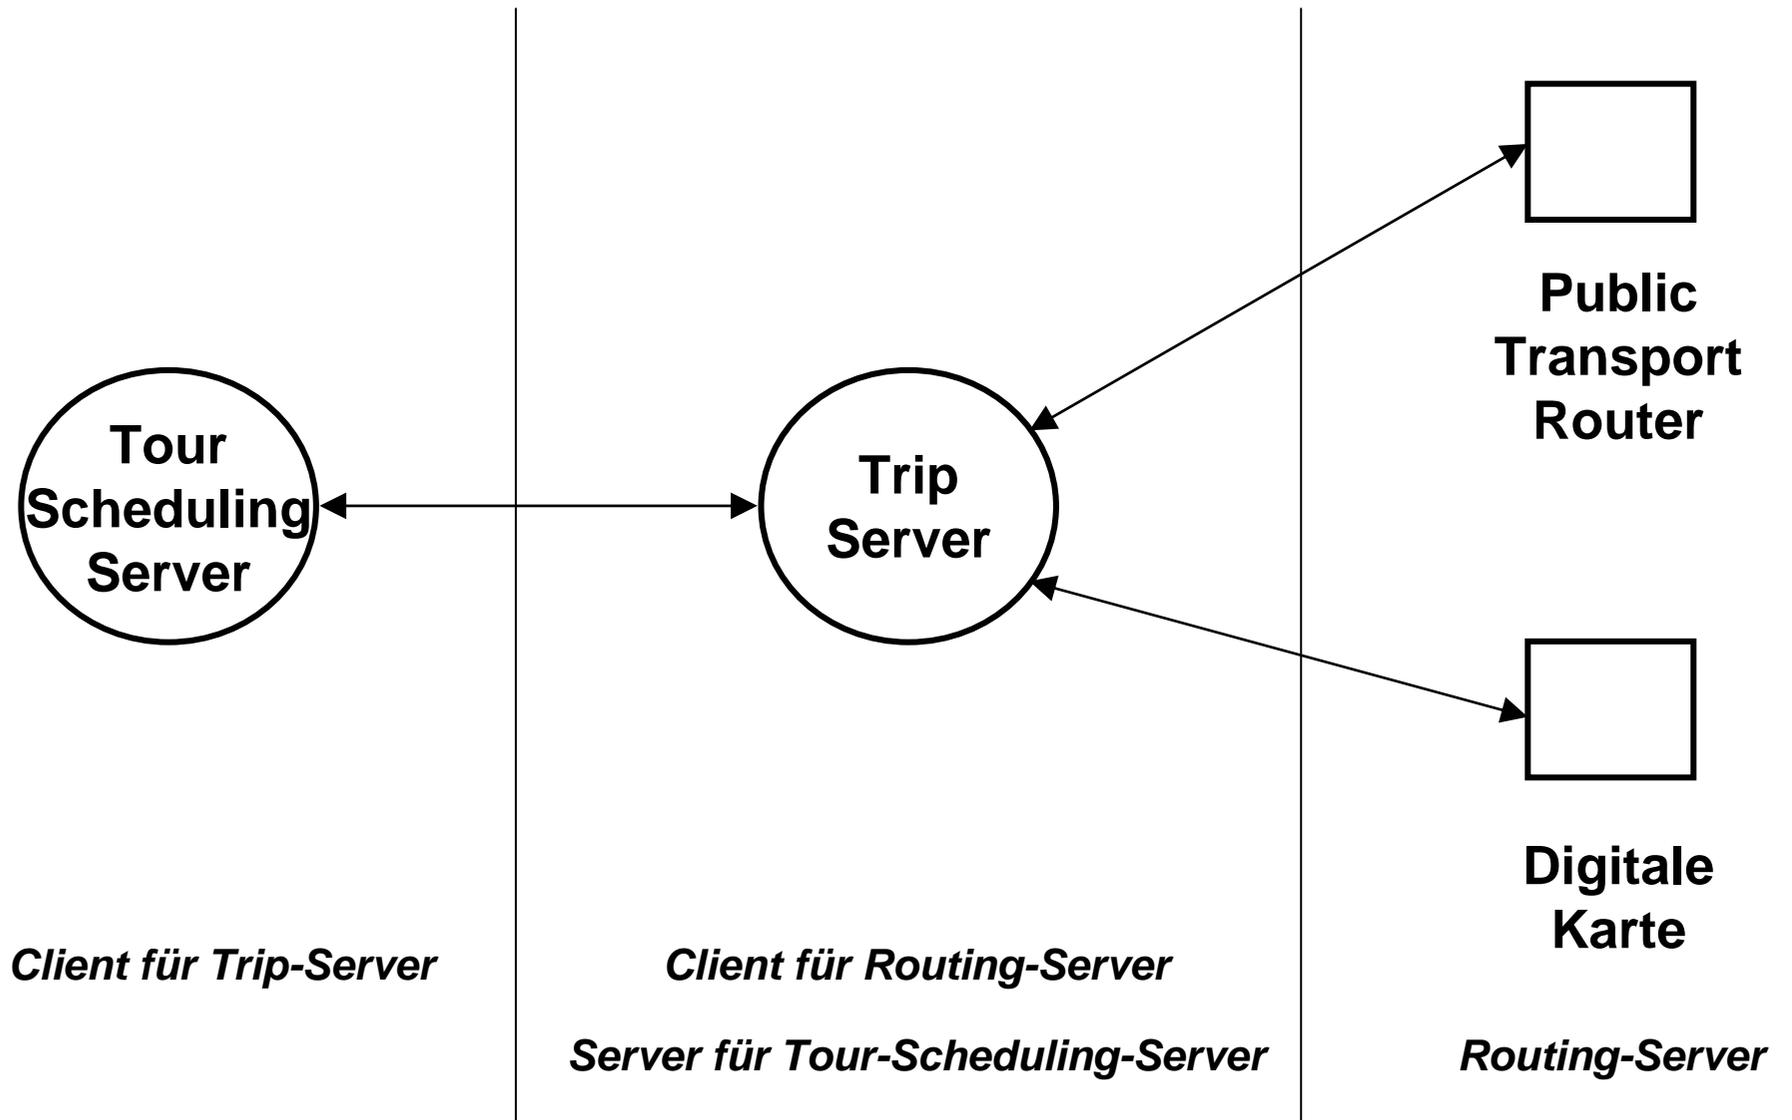 Public
Transport
Router
Tour
Scheduling
Server
Trip
Server
Digitale
Karte
Client für Trip-Server
Client für Routing-Server
Server für Tour-Scheduling-Server
Routing-Server